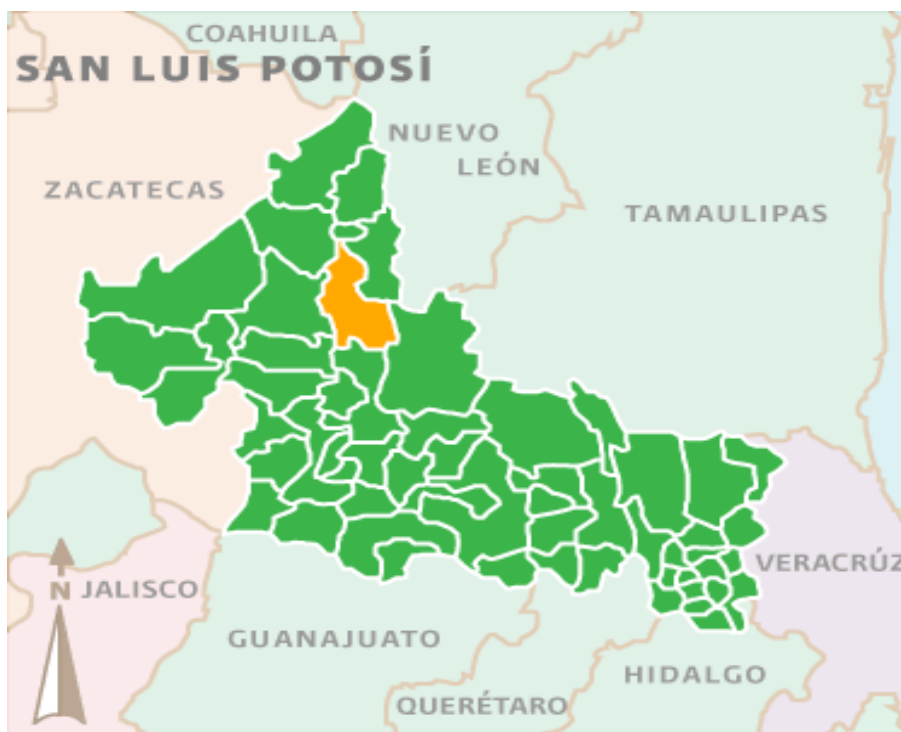 COAHUILA
SAN LUIS POTOSÍ
NUEVO
LEÓN
ZACATECAS
TAMAULIPAS
VERACRÚZ
N
JALISCO
GUANAJUATO
HIDALGO
QUERÉTARO